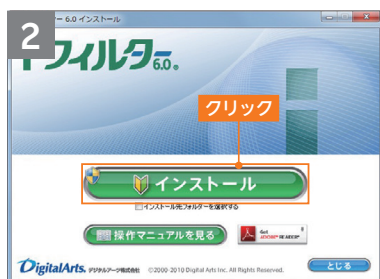 2
ー 6.0 インストール
iフィルター6.0®
クリック
インストール
インストール先フォルダーを選択する
操作マニュアルを見る
Get ADOBE® READER®
DigitalArts. デジタルアーツ株式会社 ©2000-2010 Digital Arts Inc. All Rights Reserved.
とじる